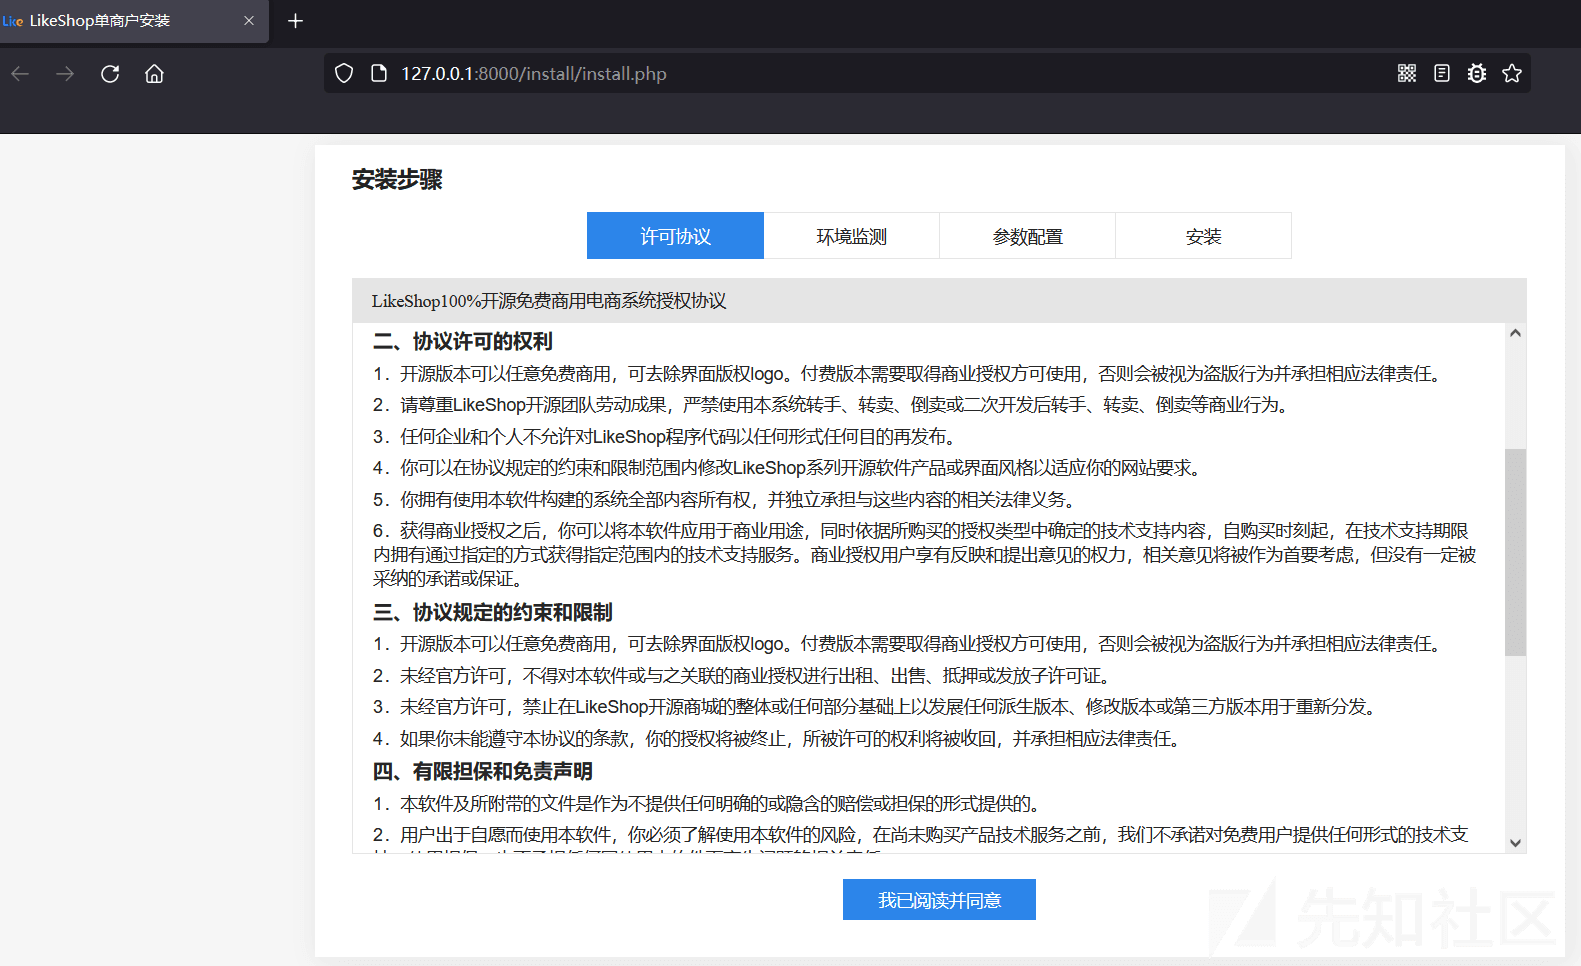 Like LikeShop单商户安装
127.0.0.1:8000/install/install.php
安装步骤
许可协议 环境监测 参数配置 安装
LikeShop100%开源免费商用电商系统授权协议
二、协议许可的权利
1．开源版本可以任意免费商用，可去除界面版权logo。付费版本需要取得商业授权方可使用，否则会被视为盗版行为并承担相应法律责任。
2．请尊重LikeShop开源团队劳动成果，严禁使用本系统转手、转卖、倒卖或二次开发后转手、转卖、倒卖等商业行为。
3．任何企业和个人不允许对LikeShop程序代码以任何形式任何目的再发布。
4．你可以在协议规定的约束和限制范围内修改LikeShop系列开源软件产品或界面风格以适应你的网站要求。
5．你拥有使用本软件构建的系统全部内容所有权，并独立承担与这些内容的相关法律义务。
6．获得商业授权之后，你可以将本软件应用于商业用途，同时依据所购买的授权类型中确定的技术支持内容，自购买时刻起，在技术支持期限
内拥有通过指定的方式获得指定范围内的技术支持服务。商业授权用户享有反映和提出意见的权力，相关意见将被作为首要考虑，但没有一定被
采纳的承诺或保证。
三、协议规定的约束和限制
1．开源版本可以任意免费商用，可去除界面版权logo。付费版本需要取得商业授权方可使用，否则会被视为盗版行为并承担相应法律责任。
2．未经官方许可，不得对本软件或与之关联的商业授权进行出租、出售、抵押或发放子许可证。
3．未经官方许可，禁止在LikeShop开源商城的整体或任何部分基础上以发展任何派生版本、修改版本或第三方版本用于重新分发。
4．如果你未能遵守本协议的条款，你的授权将被终止，所被许可的权利将被收回，并承担相应法律责任。
四、有限担保和免责声明
1．本软件及所附带的文件是作为不提供任何明确的或隐含的赔偿或担保的形式提供的。
2．用户出于自愿而使用本软件，你必须了解使用本软件的风险，在尚未购买产品技术服务之前，我们不承诺对免费用户提供任何形式的技术支
我已阅读并同意
先知社区